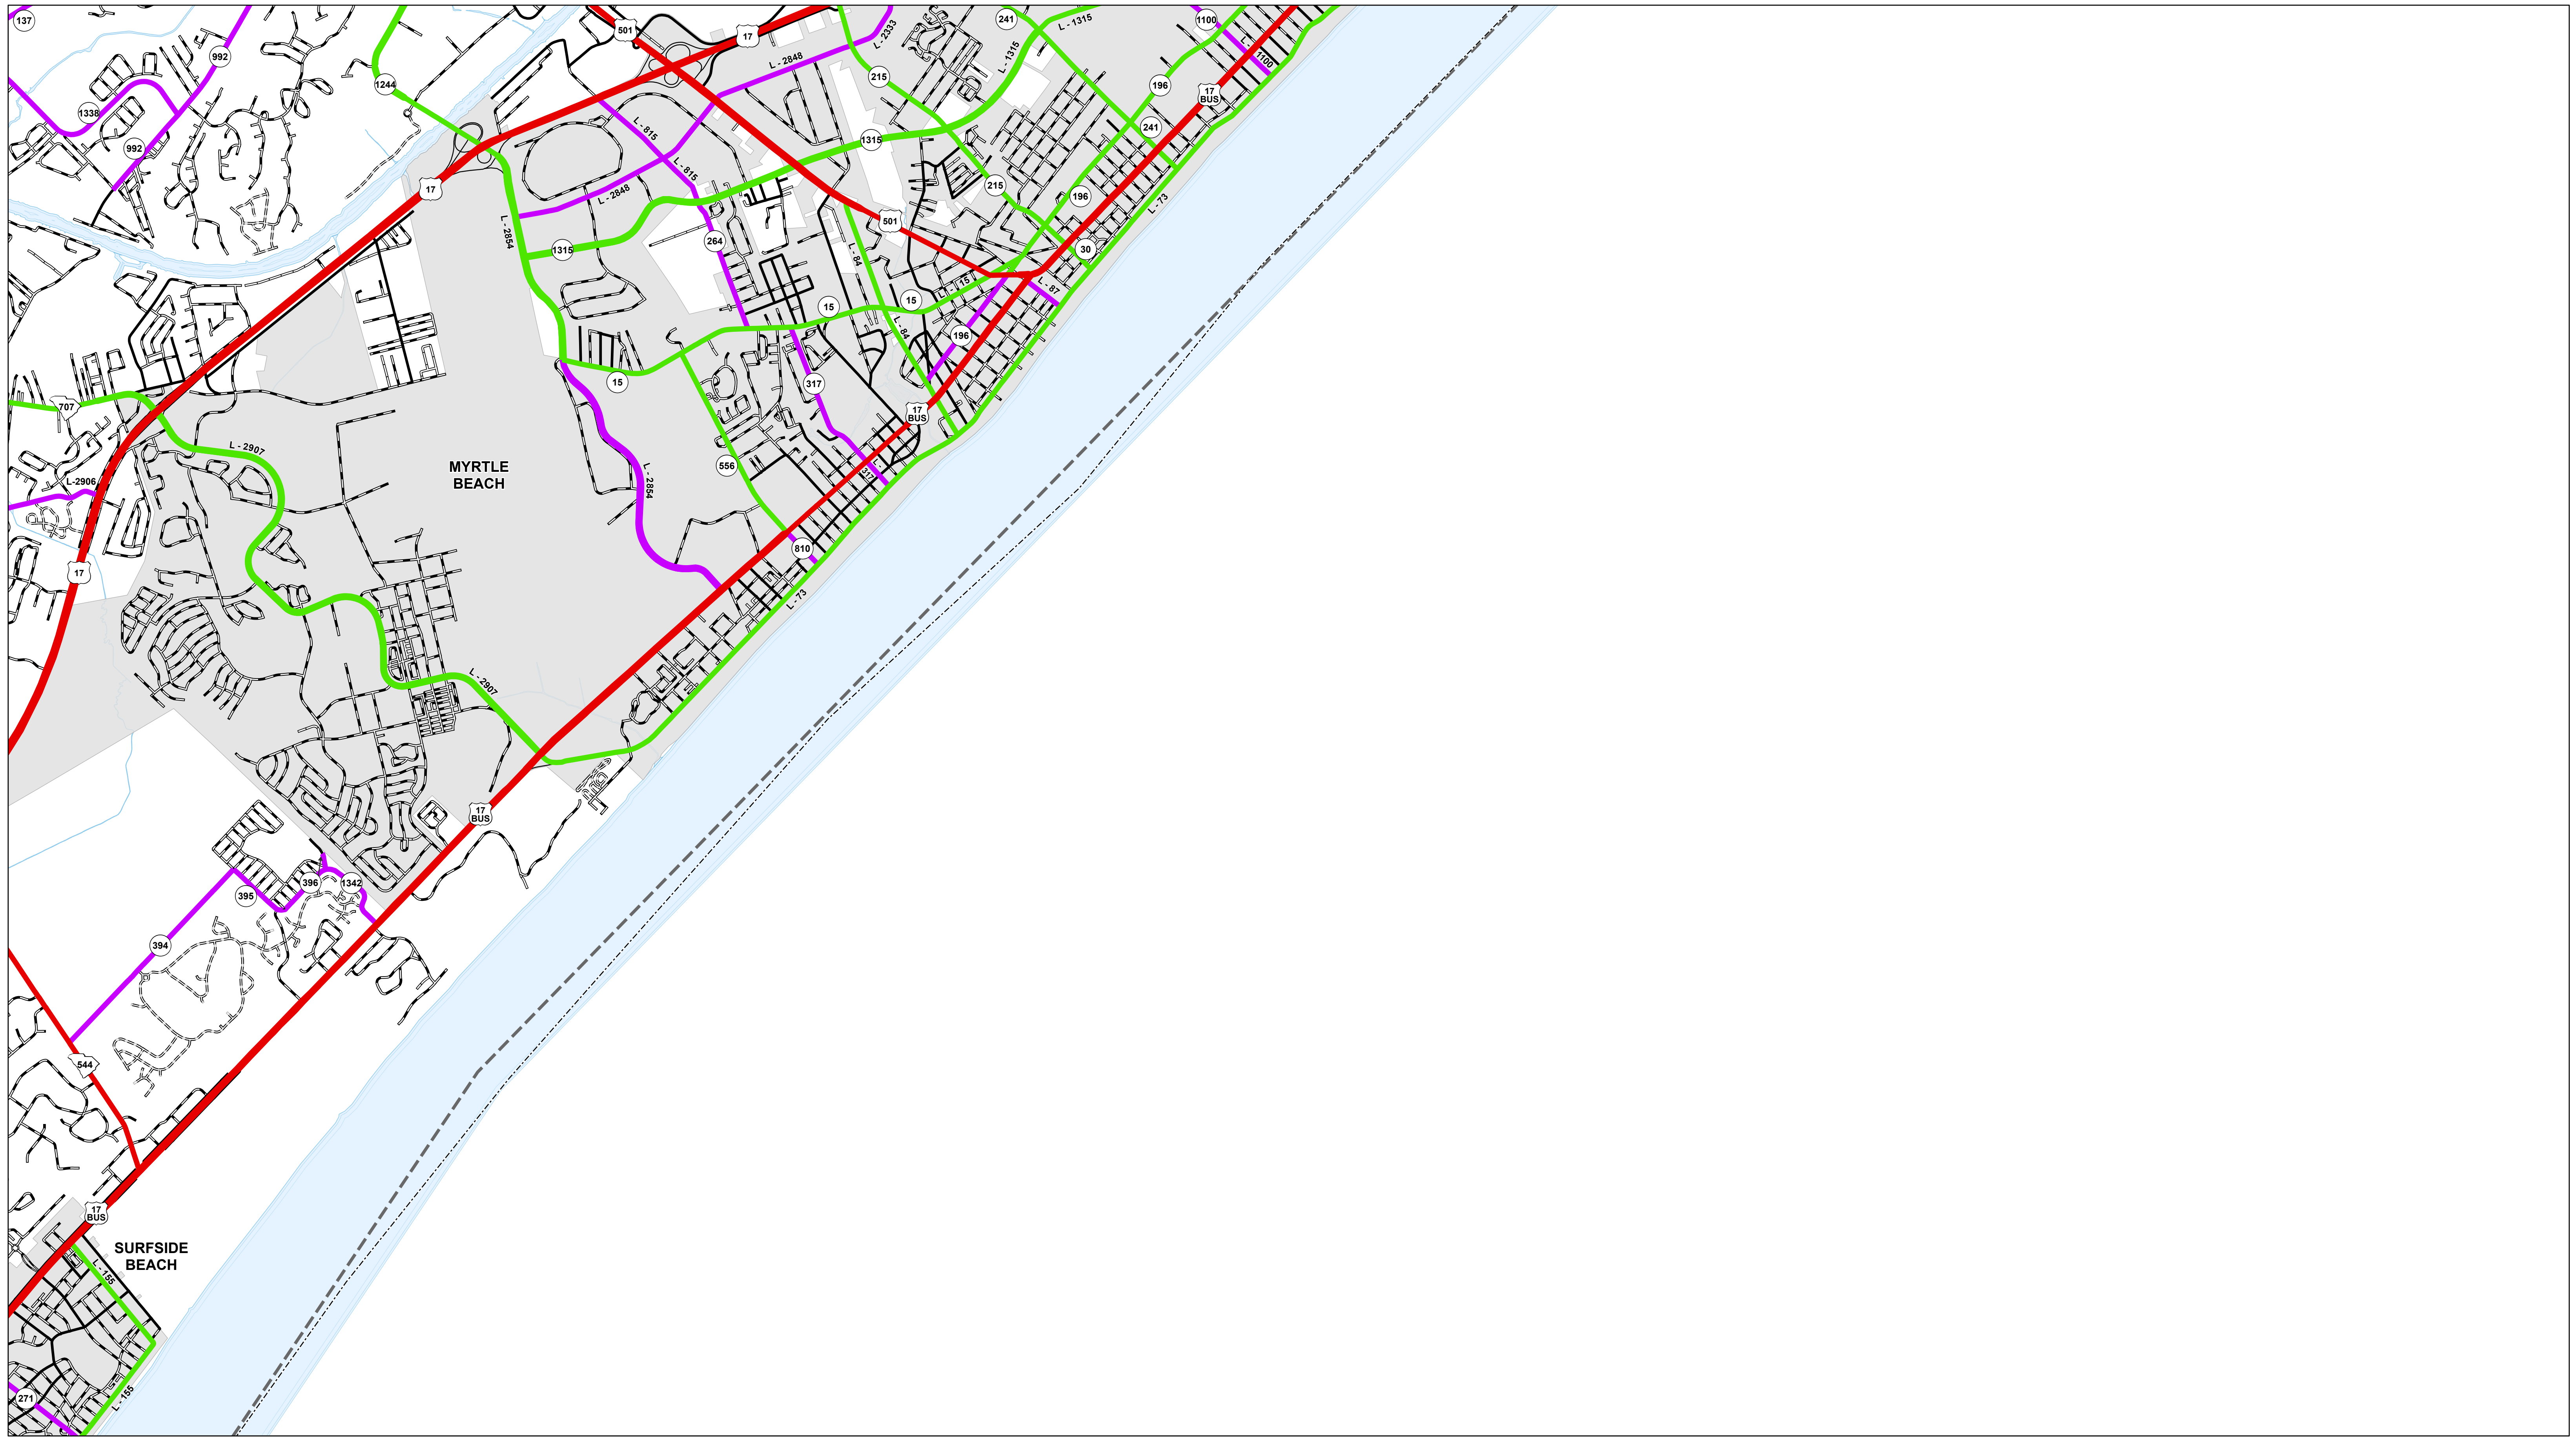 137
992
1244
501
17
L - 2848
L - 2333
241
L - 1315
1100
L - 1100
L - 1315
215
196
17
BUS
1338
992
L - 815
1315
241
L - 815
17
L - 2848
215
196
L - 73
501
L - 2854
1315
264
L - 84
30
L - 15
L - 87
15
15
L - 84
196
15
317
707
17
BUS
L - 2907
MYRTLE
BEACH
556
L - 317
L-2906
L - 2854
810
17
L - 73
L - 2907
17
BUS
396
1342
395
394
544
17
BUS
SURFSIDE
BEACH
L - 155
271
L - 155